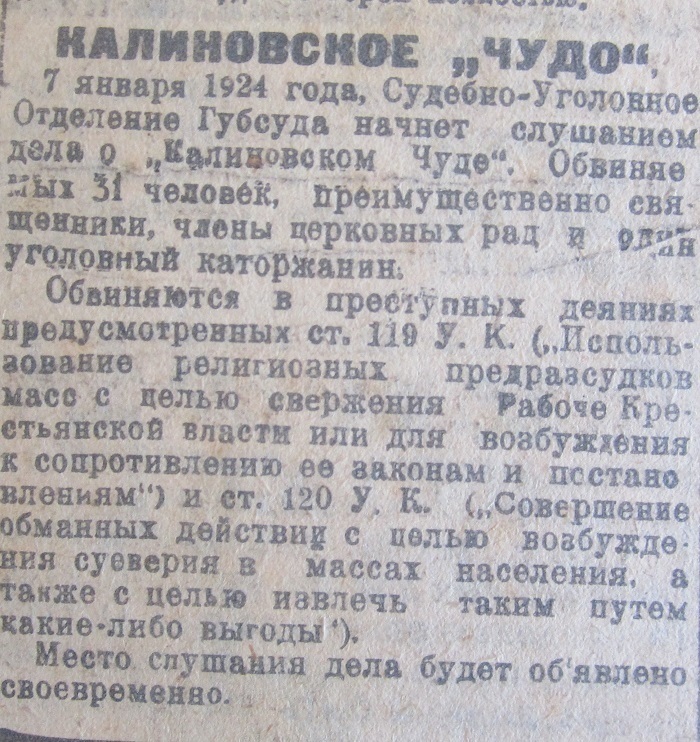 КАЛИНОВСКОЕ „ЧУДО“.
7 января 1924 года, Судебно-Уголовное
Отделение Губсуда начнет слушанием
дела о „Калиновском Чуде“. Обвиняе
мых 31 человек, преимущественно свя-
щенники, члены церковных рад и один
уголовный каторжанин.
Обвиняются в преступных деяниях
предусмотренных ст. 119 У. К. („Исполь-
зование религиозных предразсудков
масс с целью свержения Рабоче Кре-
стьянской власти или для возбуждения
к сопротивлению ее законам и постано
влениям“) и ст. 120 У. К. („Совершение
обманных действий с целью возбужде-
ния суеверия в массах населения, а
также с целью извлечь таким путем
какие-либо выгоды“).
Место слушания дела будет об'явлено
своевременно.